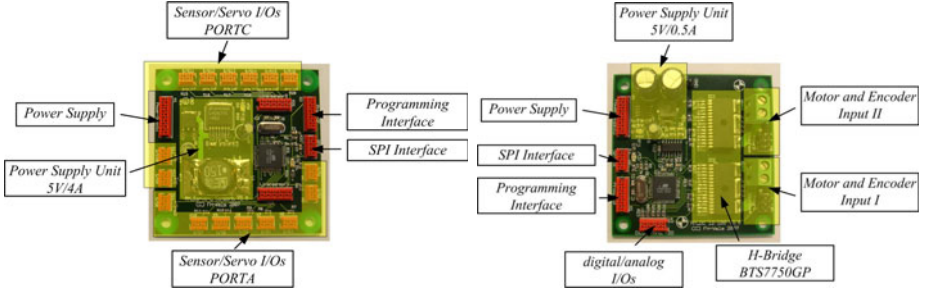 Sensor/Servo I/Os
PORTC
Power Supply
Power Supply Unit
5V/4A
Programming
Interface
SPI Interface
Sensor/Servo I/Os
PORTA
Power Supply Unit
5V/0.5A
Power Supply
SPI Interface
Programming
Interface
digital/analog
I/Os
Motor and Encoder
Input II
Motor and Encoder
Input I
H-Bridge
BTS7750GP